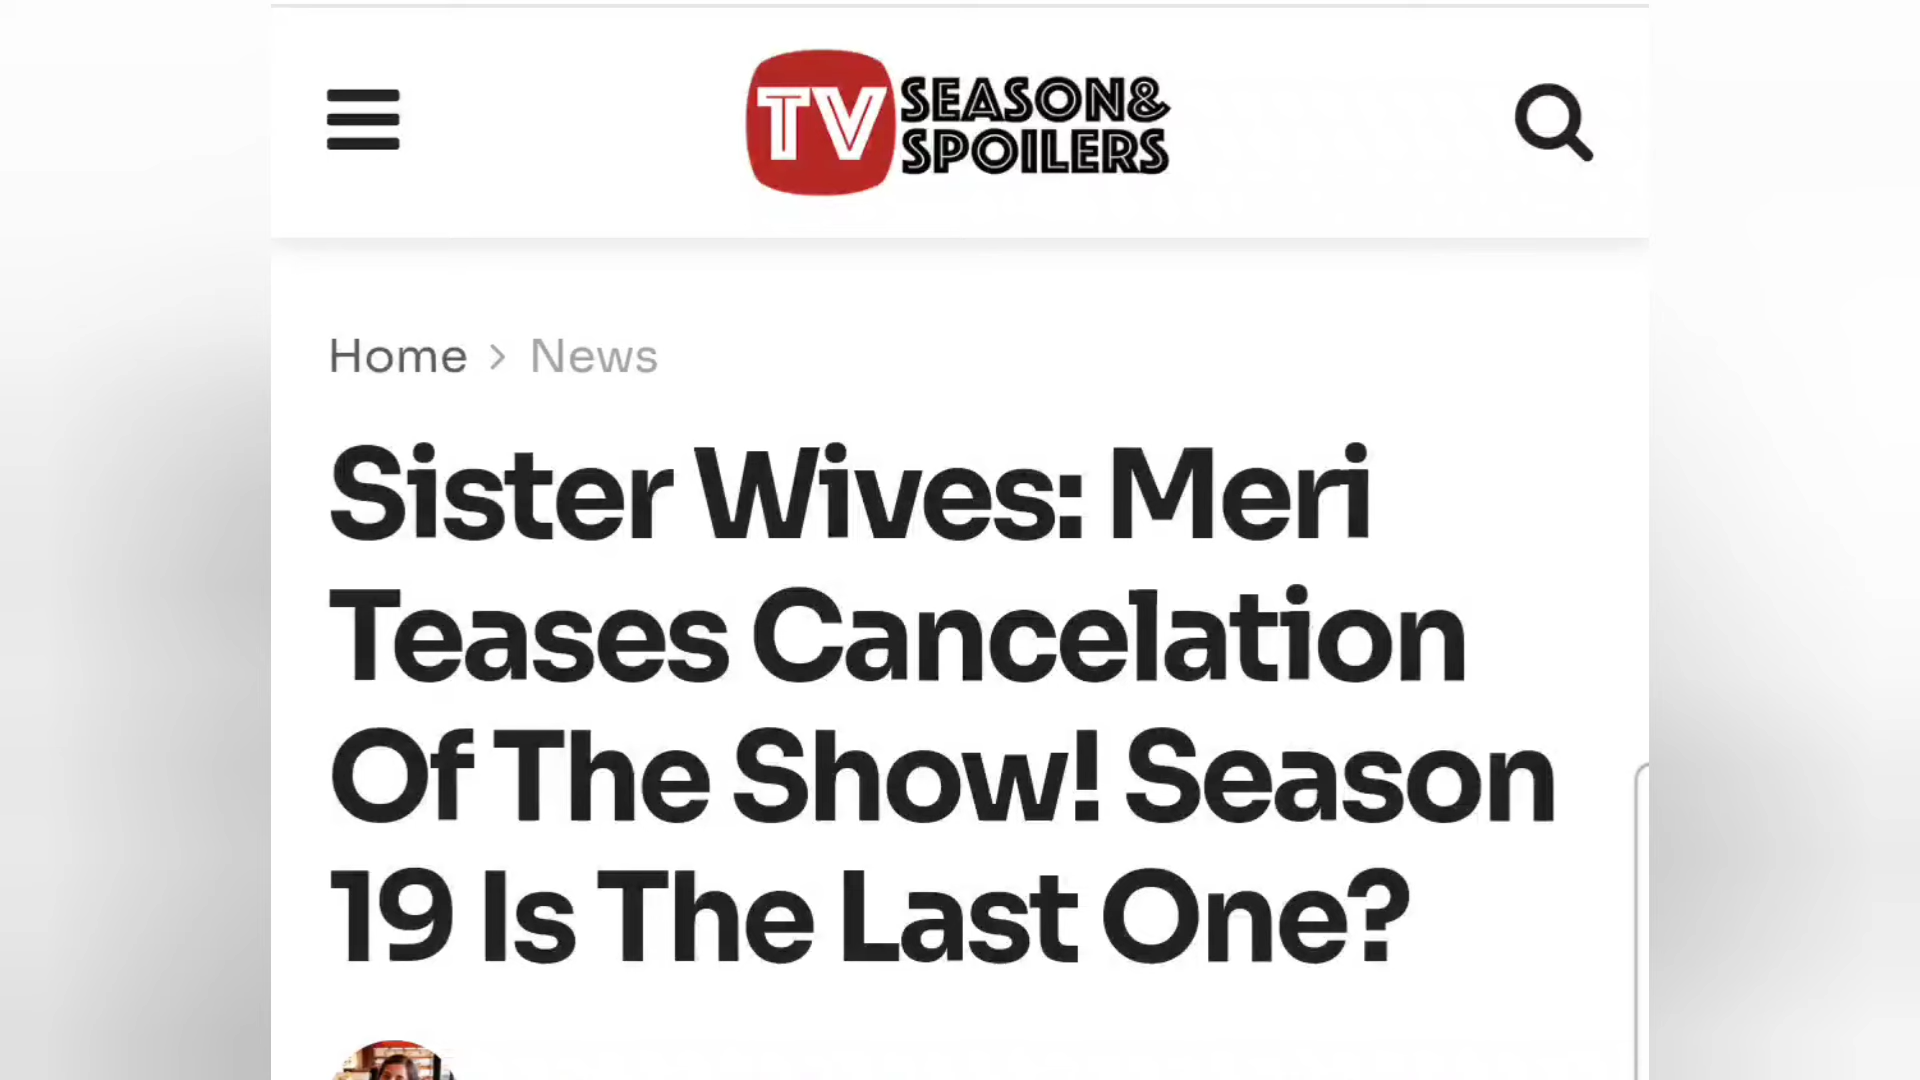 TV SEASON&
SPOILERS
Home > News
Sister Wives: Meri
Teases Cancelation
Of The Show! Season
19 Is The Last One?